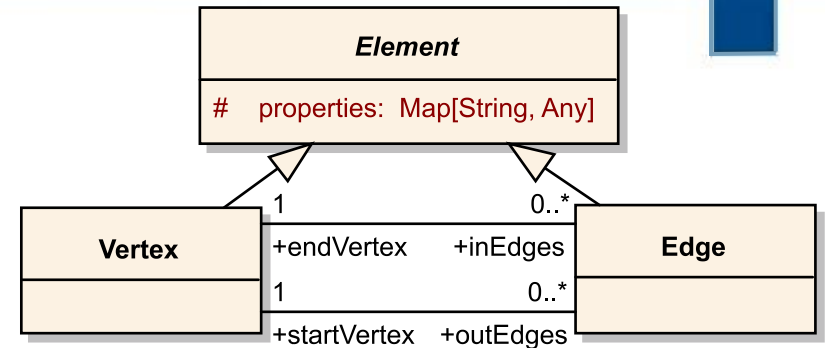 Element
# properties: Map[String, Any]
1 0..*
Vertex +endVertex +inEdges Edge
1 0..*
+startVertex +outEdges